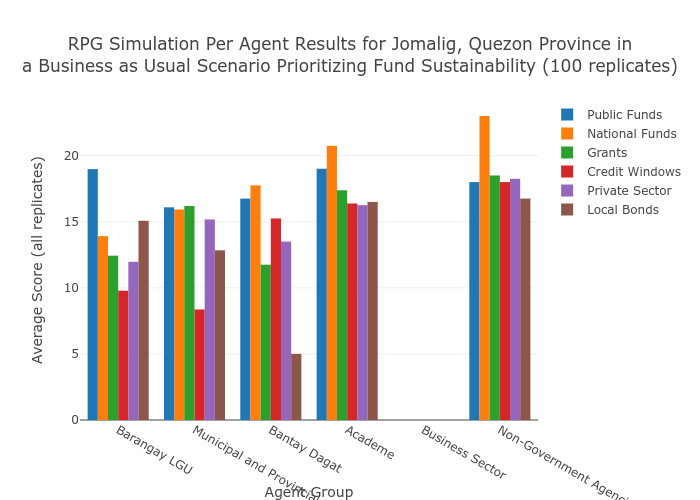 RPG Simulation Per Agent Results for Jomalig, Quezon Province in
a Business as Usual Scenario Prioritizing Fund Sustainability (100 replicates)
Public Funds
National Funds
Grants
Credit Windows
Private Sector
Local Bonds
Average Score (all replicates)
20
15
10
5
0
Barangay LGU
Municipal and
Bantay Dagat
Academe
Business Sector
Non-Government
Agent Group